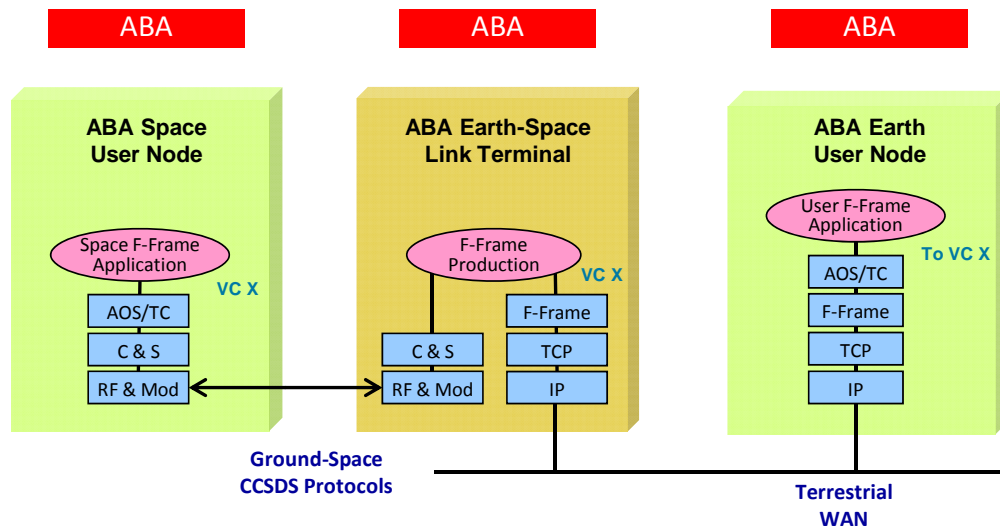 ABA
ABA
ABA
ABA Space
User Node
Space F-Frame
Application
VC X
AOS/TC
C & S
RF & Mod
ABA Earth-Space
Link Terminal
F-Frame
Production
VC X
C & S
RF & Mod
F-Frame
TCP
IP
ABA Earth
User Node
User F-Frame
Application
To VC X
AOS/TC
F-Frame
TCP
IP
Ground-Space
CCSDS Protocols
Terrestrial
WAN